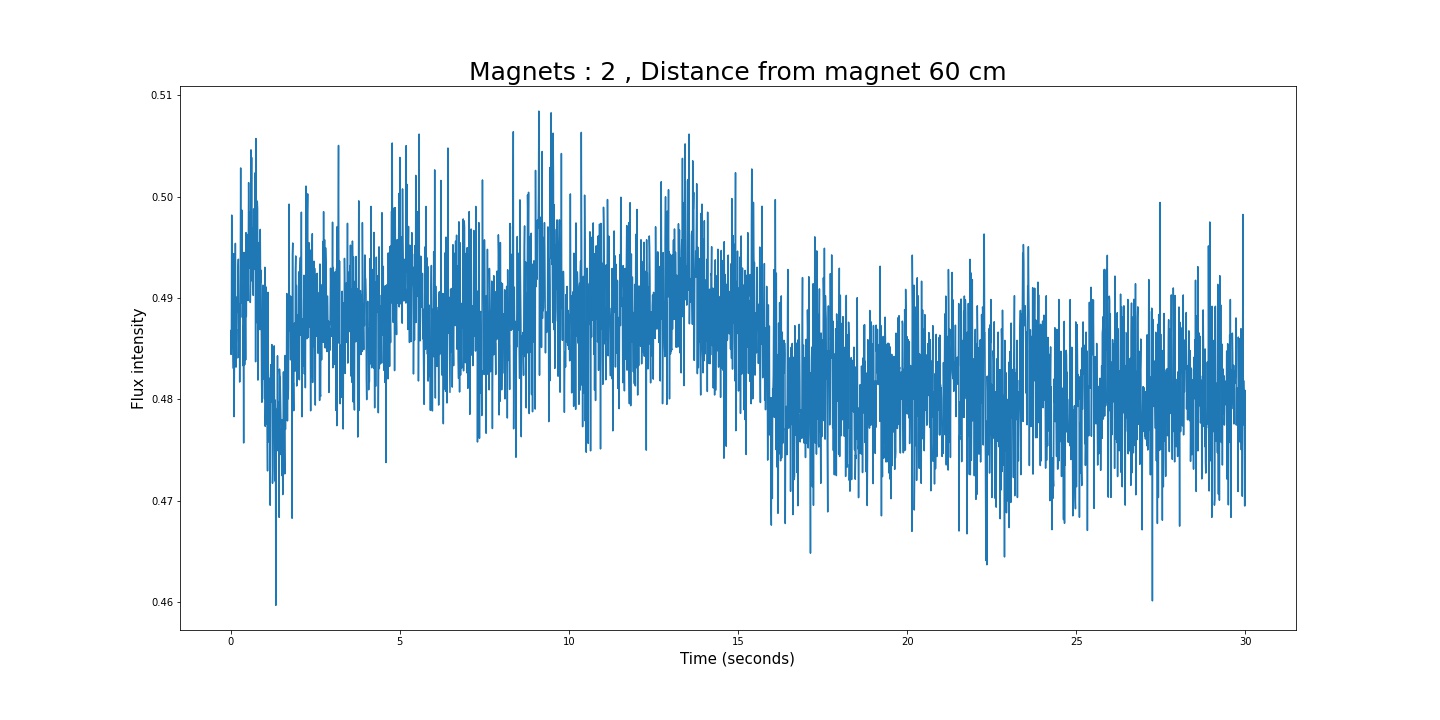 Magnets : 2 , Distance from magnet 60 cm
0.51
0.50
0.49
0.48
0.47
0.46
Flux intensity
0 5 10 15 20 25 30
Time (seconds)